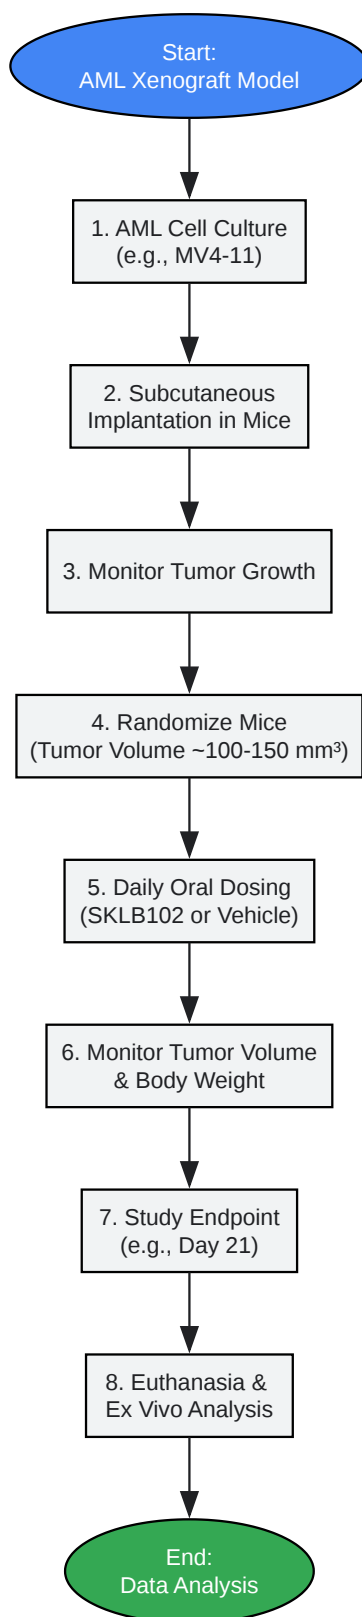 Start:
AML Xenograft Model
1. AML Cell Culture
(e.g., MV4-11)
2. Subcutaneous
Implantation in Mice
3. Monitor Tumor Growth
4. Randomize Mice
(Tumor Volume ~100-150 mm³)
5. Daily Oral Dosing
(SKLB102 or Vehicle)
6. Monitor Tumor Volume
& Body Weight
7. Study Endpoint
(e.g., Day 21)
8. Euthanasia &
Ex Vivo Analysis
End:
Data Analysis